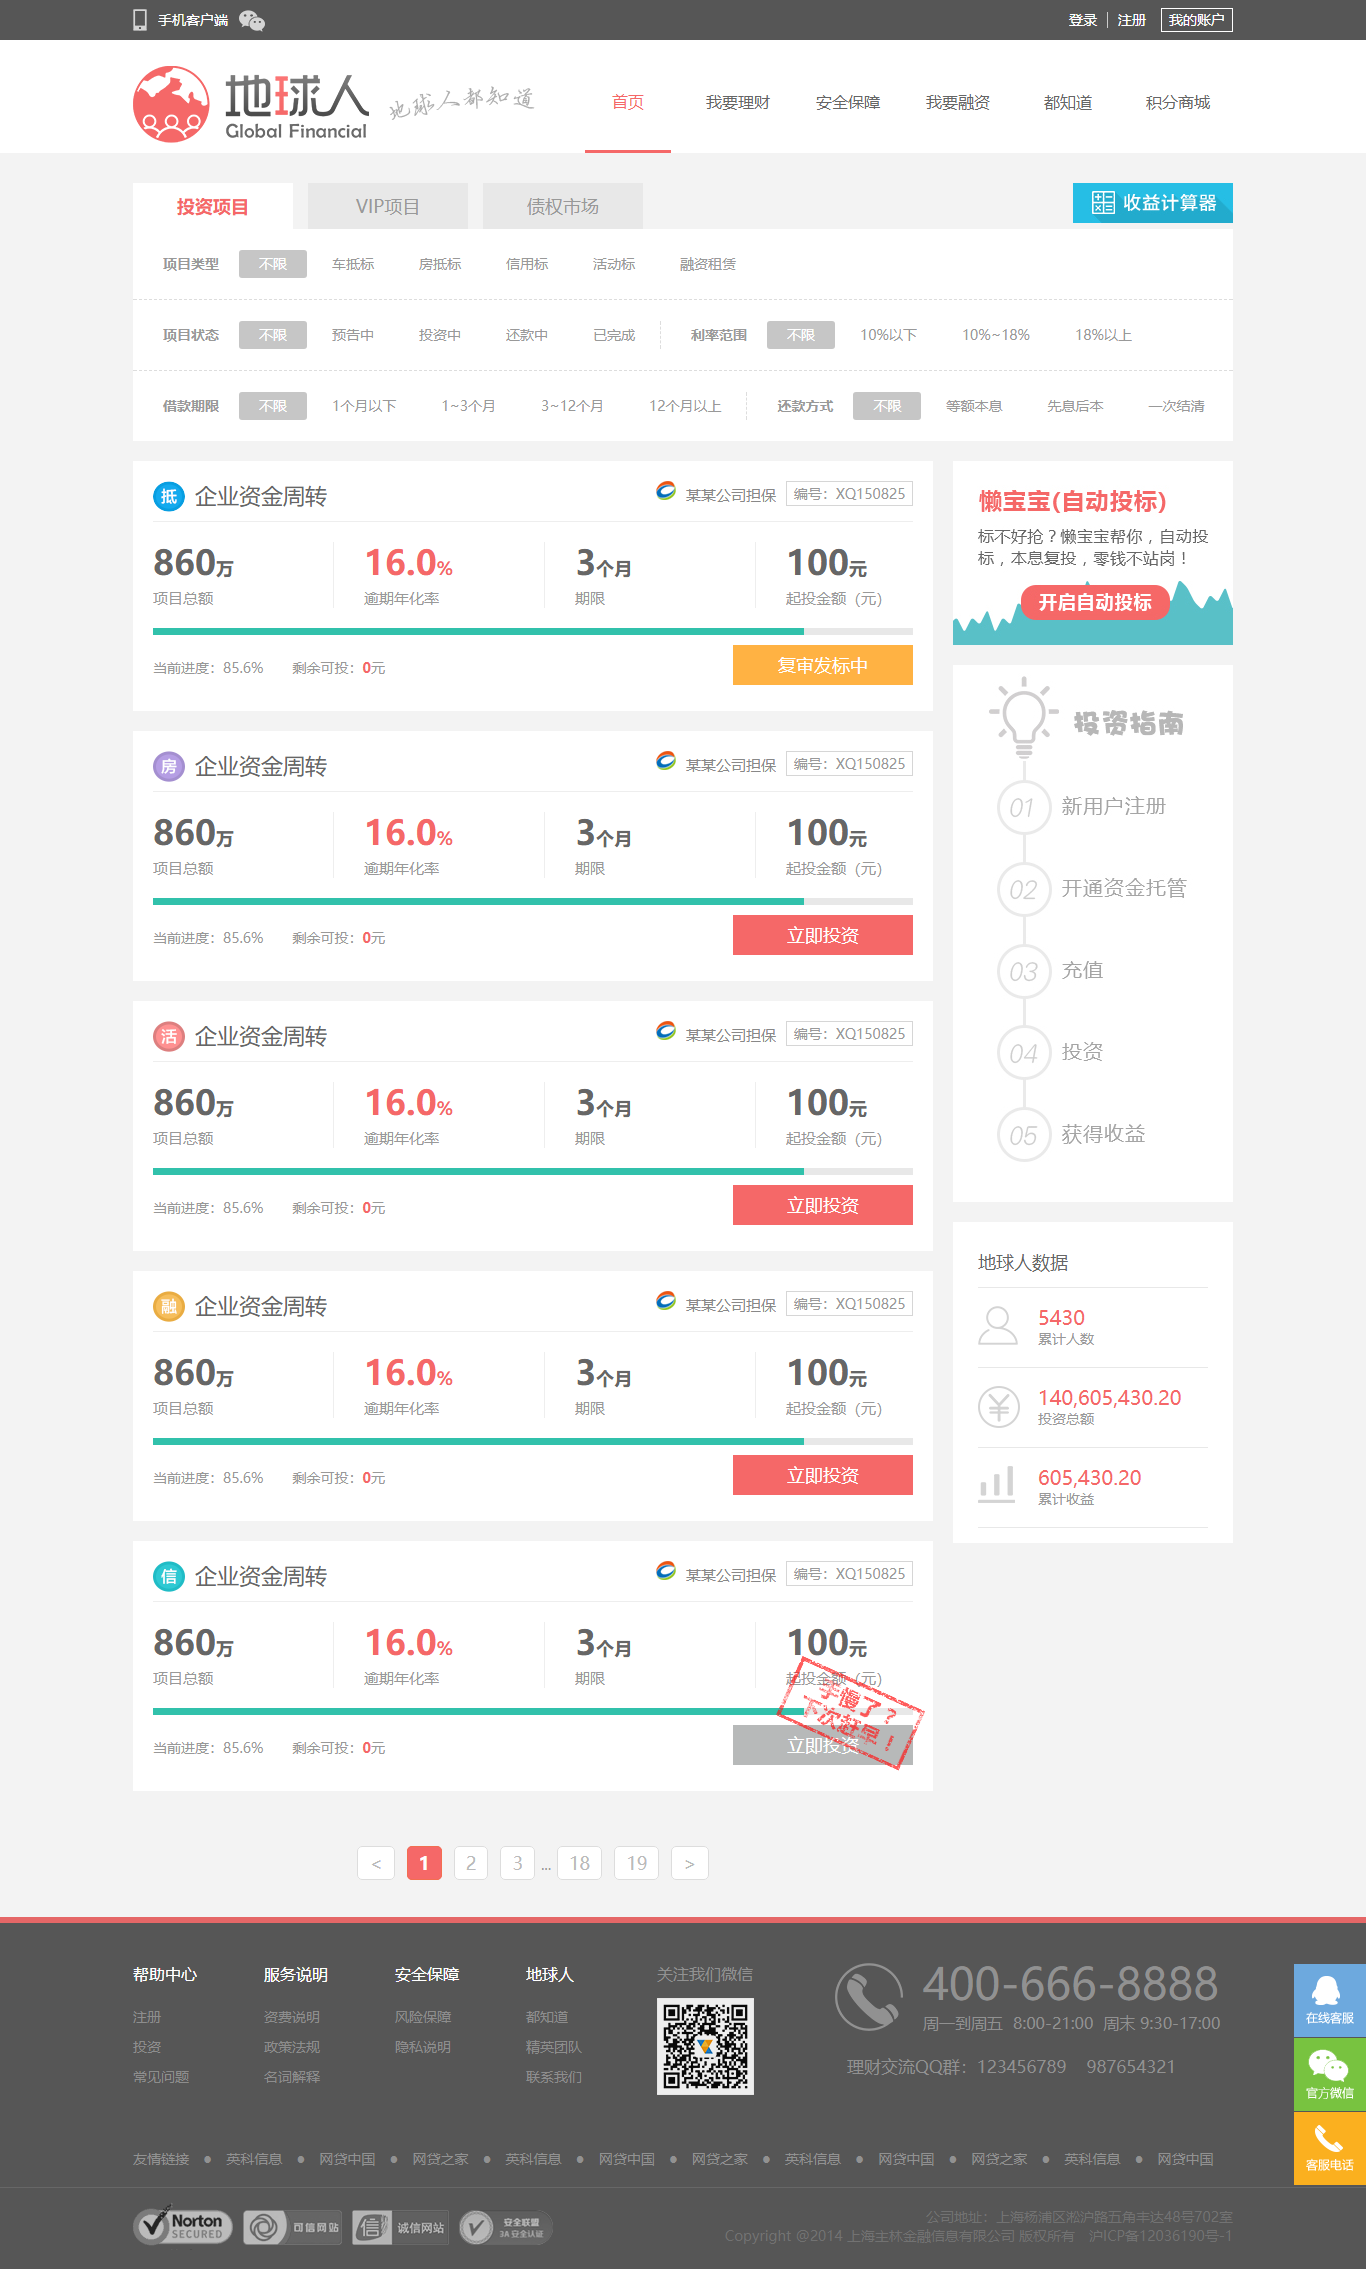 手机客户端
登录 | 注册 我的账户
地球人
Global Financial
地球人都知道
首页 我要理财 安全保障 我要融资 都知道 积分商城
投资项目 VIP项目 债权市场
收益计算器
项目类型 不限 车抵标 房抵标 信用标 活动标 融资租赁
项目状态 不限 预告中 投资中 还款中 已完成 利率范围 不限 10%以下 10%~18% 18%以上
借款期限 不限 1个月以下 1~3个月 3~12个月 12个月以上 还款方式 不限 等额本息 先息后本 一次结清
抵 企业资金周转 某某公司担保 编号：XQ150825
860万 16.0% 3个月 100元
项目总额 逾期年化率 期限 起投金额（元）
当前进度：85.6% 剩余可投：0元 复审发标中
房 企业资金周转 某某公司担保 编号：XQ150825
860万 16.0% 3个月 100元
项目总额 逾期年化率 期限 起投金额（元）
当前进度：85.6% 剩余可投：0元 立即投资
活 企业资金周转 某某公司担保 编号：XQ150825
860万 16.0% 3个月 100元
项目总额 逾期年化率 期限 起投金额（元）
当前进度：85.6% 剩余可投：0元 立即投资
融 企业资金周转 某某公司担保 编号：XQ150825
860万 16.0% 3个月 100元
项目总额 逾期年化率 期限 起投金额（元）
当前进度：85.6% 剩余可投：0元 立即投资
信 企业资金周转 某某公司担保 编号：XQ150825
860万 16.0% 3个月 100元
项目总额 逾期年化率 期限 起投金额（元）
手慢了？
下次赶早！
当前进度：85.6% 剩余可投：0元 立即投资
< 1 2 3 ... 18 19 >
懒宝宝(自动投标)
标不好抢？懒宝宝帮你，自动投
标，本息复投，零钱不站岗！
开启自动投标
投资指南
01 新用户注册
02 开通资金托管
03 充值
04 投资
05 获得收益
地球人数据
5430
累计人数
140,605,430.20
投资总额
605,430.20
累计收益
帮助中心 服务说明 安全保障 地球人 关注我们微信
注册 资费说明 风险保障 都知道
投资 政策法规 隐私说明 精英团队
常见问题 名词解释 联系我们
400-666-8888
周一到周五 8:00-21:00 周末 9:30-17:00
理财交流QQ群：123456789 987654321
在线客服
官方微信
客服电话
友情链接 ● 英科信息 ● 网贷中国 ● 网贷之家 ● 英科信息 ● 网贷中国 ● 网贷之家 ● 英科信息 ● 网贷中国 ● 网贷之家 ● 英科信息 ● 网贷中国
Norton
SECURED
可信网站
信 诚信网站
安全联盟
3A安全认证
公司地址：上海杨浦区淞沪路五角丰达48号702室
Copyright @2014 上海主林金融信息有限公司 版权所有 沪ICP备12036190号-1